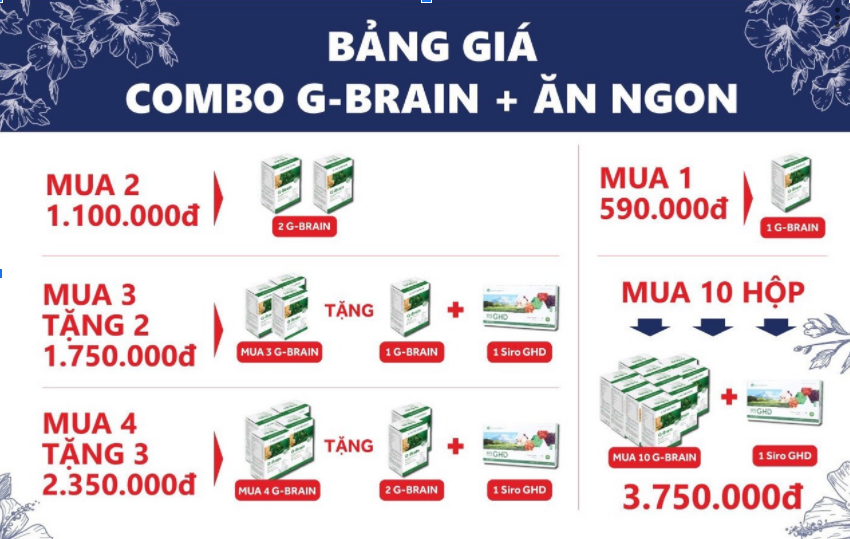 BẢNG GIÁ
COMBO G-BRAIN + ĂN NGON
MUA 2
1.100.000đ
2 G-BRAIN
MUA 1
590.000đ
1 G-BRAIN
MUA 3
TẶNG 2
1.750.000đ
MUA 3 G-BRAIN
TẶNG
1 G-BRAIN
+
1 Siro GHD
MUA 4
TẶNG 3
2.350.000đ
MUA 4 G-BRAIN
TẶNG
2 G-BRAIN
+
1 Siro GHD
MUA 10 HỘP
MUA 10 G-BRAIN
+
GHD
1 Siro GHD
3.750.000đ